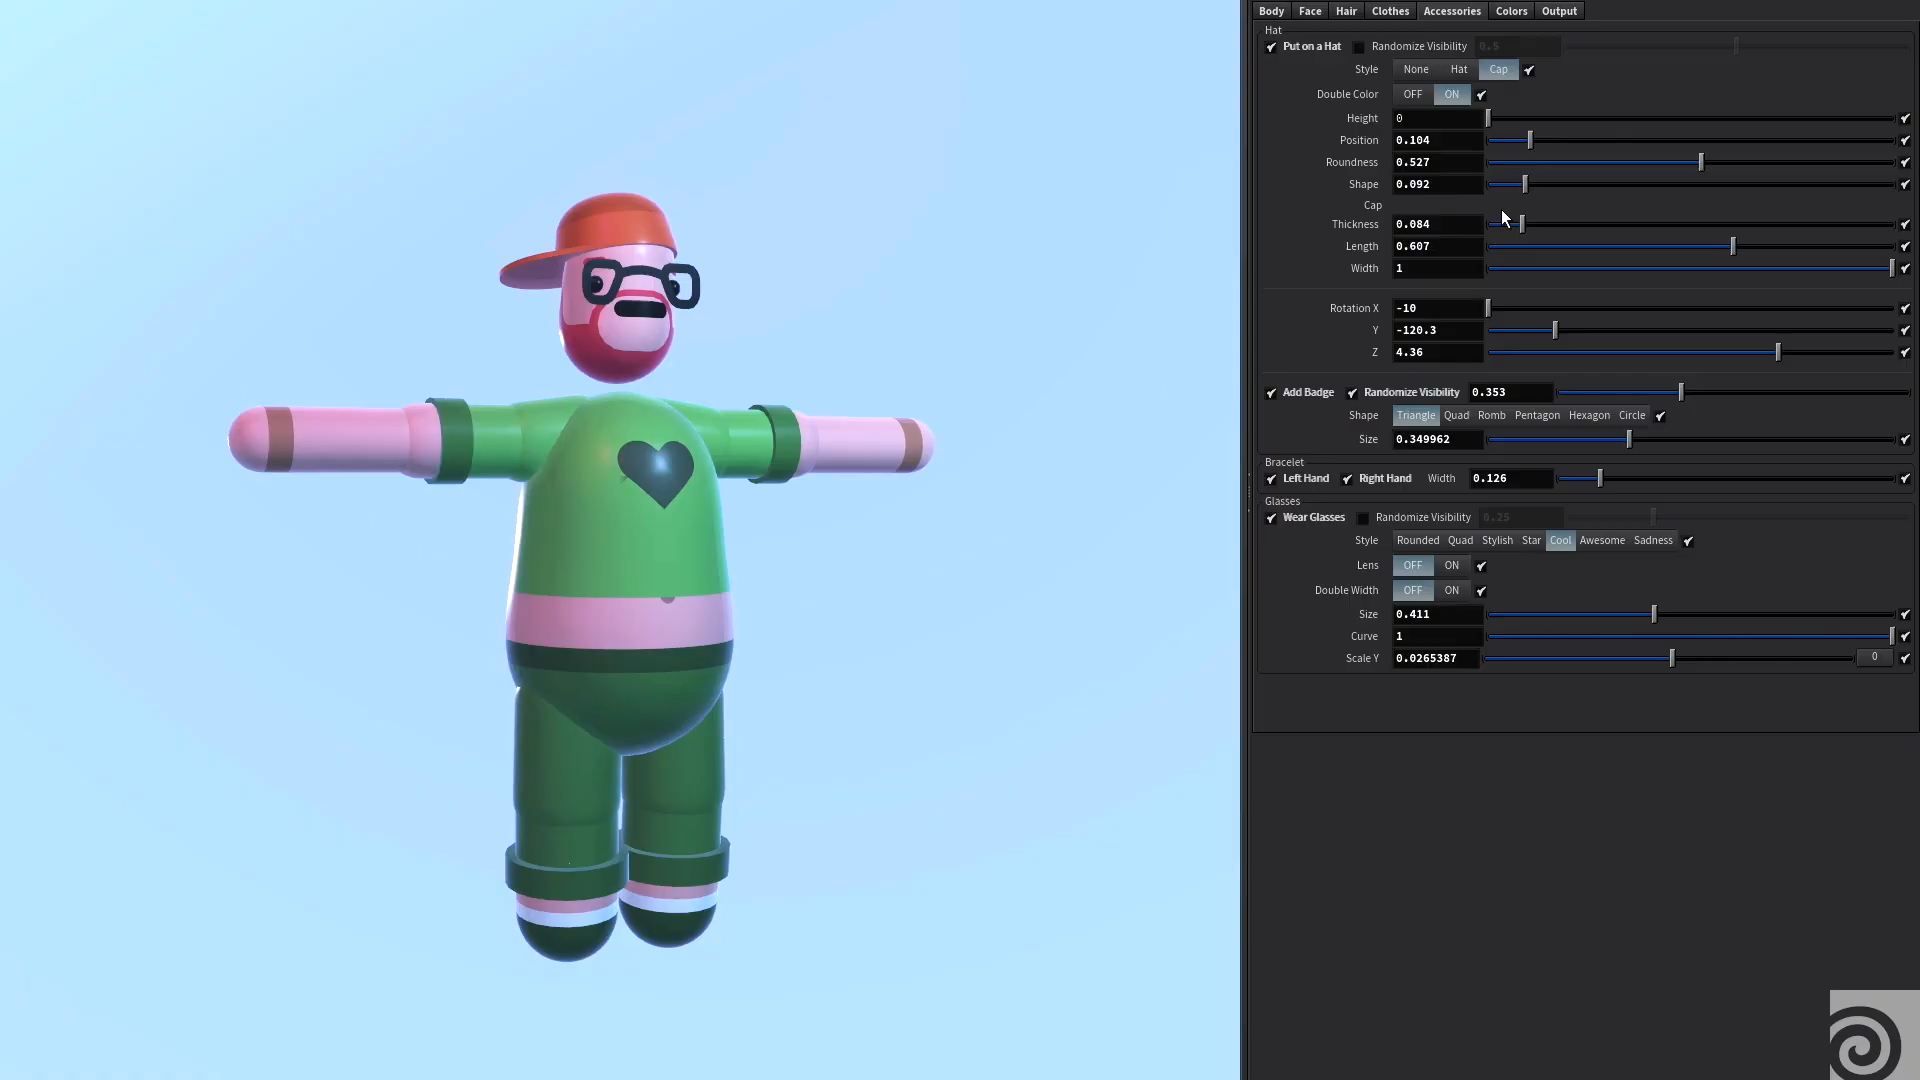 Body Face Hair Clothes Accessories Colors Output
Hat
Put on a Hat Randomize Visibility 0.5
Style None Hat Cap
Double Color OFF ON
Height 0
Position 0.104
Roundness 0.527
Shape 0.092
Cap
Thickness 0.084
Length 0.607
Width 1
Rotation X -10
Y -120.3
Z 4.36
Add Badge Randomize Visibility 0.353
Shape Triangle Quad Romb Pentagon Hexagon Circle
Size 0.349962
Bracelet
Left Hand Right Hand Width 0.126
Glasses
Wear Glasses Randomize Visibility 0.25
Style Rounded Quad Stylish Star Cool Awesome Sadness
Lens OFF ON
Double Width OFF ON
Size 0.411
Curve 1
Scale Y 0.0265387 0